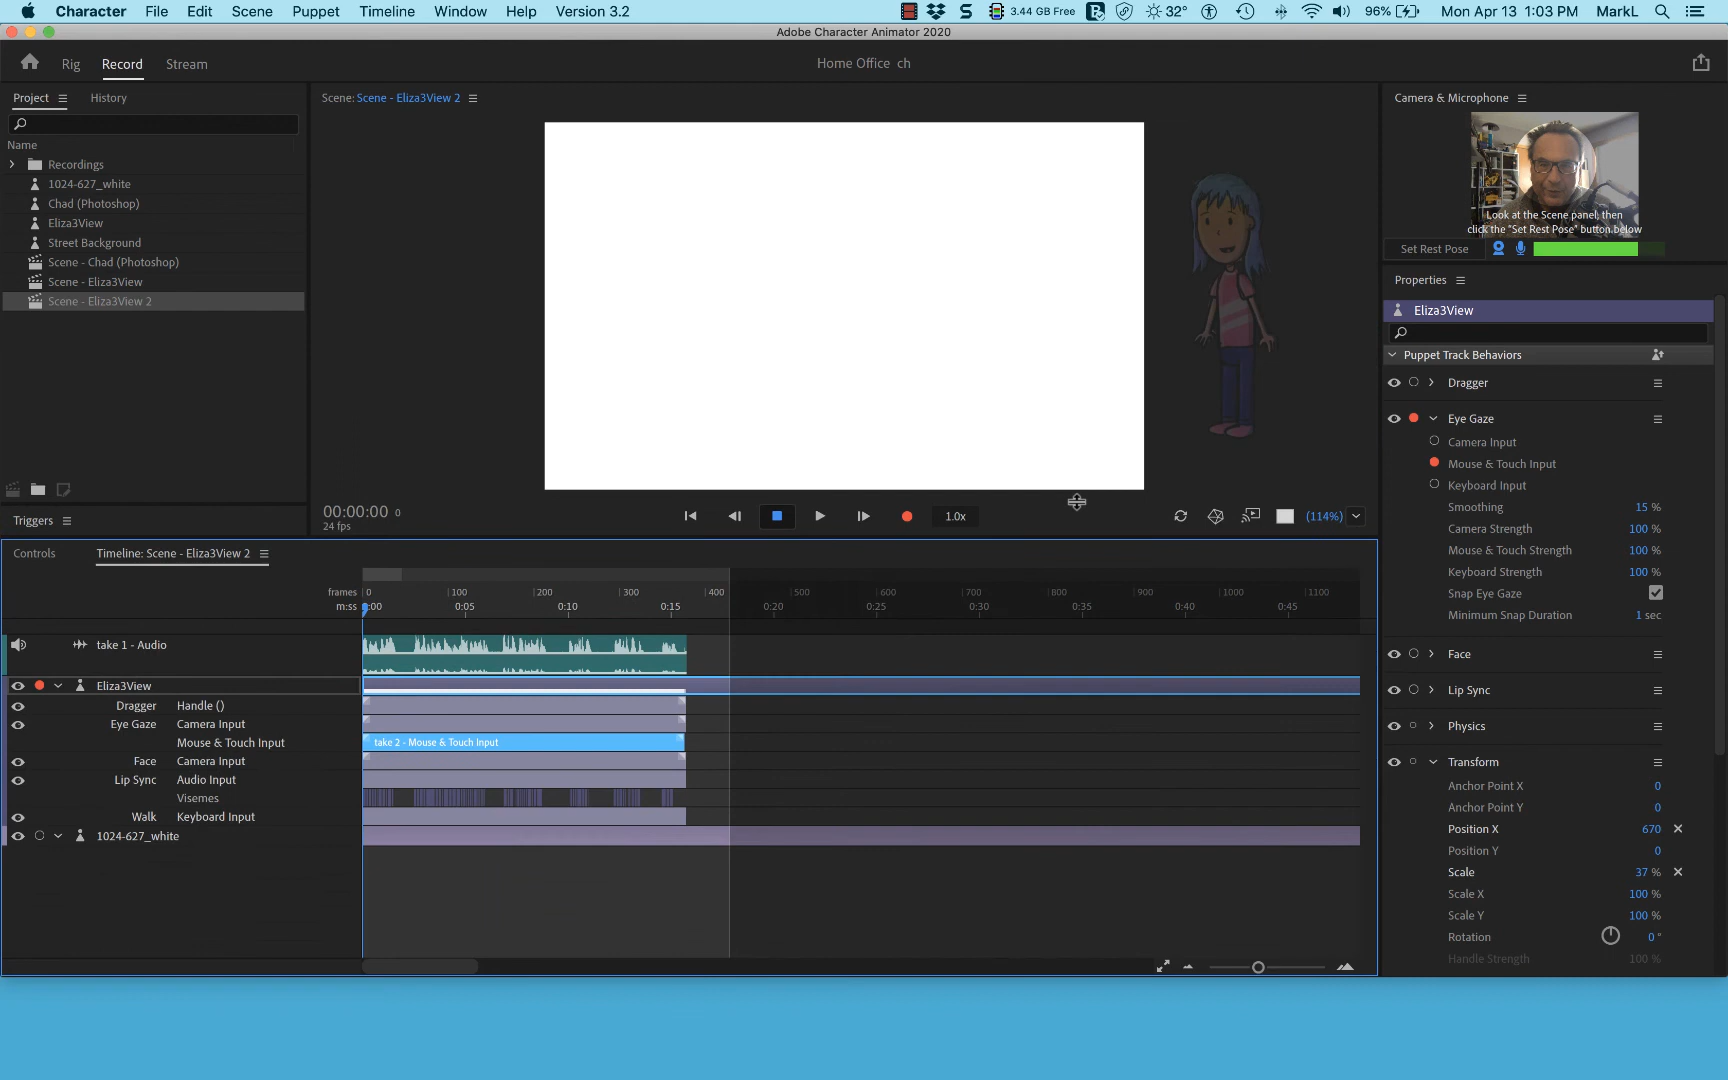 Character File Edit Scene Puppet Timeline Window Help Version 3.2 3.44 GB Free 32° 96% Mon Apr 13 1:03 PM MarkL
Adobe Character Animator 2020
Rig Record Stream Home Office ch
Project History
Name
Recordings
1024-627_white
Chad (Photoshop)
Eliza3View
Street Background
Scene - Chad (Photoshop)
Scene - Eliza3View
Scene - Eliza3View 2
Triggers
Scene: Scene - Eliza3View 2
00:00:00 0
24 fps
1.0x
(114%)
Camera & Microphone
Look at the Scene panel, then
click the "Set Rest Pose" button below
Set Rest Pose
Properties
Eliza3View
Puppet Track Behaviors
Dragger
Eye Gaze
Camera Input
Mouse & Touch Input
Keyboard Input
Smoothing 15 %
Camera Strength 100 %
Mouse & Touch Strength 100 %
Keyboard Strength 100 %
Snap Eye Gaze
Minimum Snap Duration 1 sec
Face
Lip Sync
Physics
Transform
Anchor Point X 0
Anchor Point Y 0
Position X 670
Position Y 0
Scale 37 %
Scale X 100 %
Scale Y 100 %
Rotation 0 °
Handle Strength 100 %
Controls Timeline: Scene - Eliza3View 2
frames 0 100 200 300 400 500 600 700 800 900 1000 1100
m:ss :00 0:05 0:10 0:15 0:20 0:25 0:30 0:35 0:40 0:45
take 1 - Audio
Eliza3View
Dragger Handle ()
Eye Gaze Camera Input
Mouse & Touch Input take 2 - Mouse & Touch Input
Face Camera Input
Lip Sync Audio Input
Visemes
Walk Keyboard Input
1024-627_white